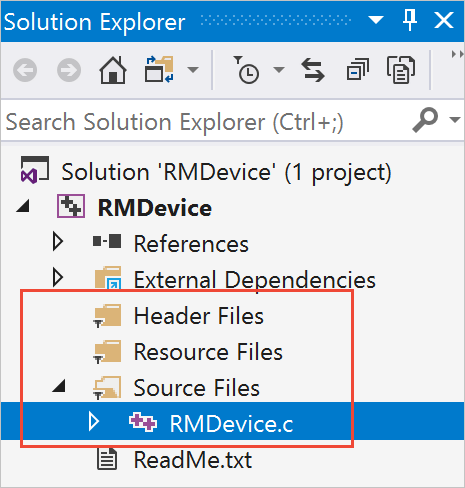 Solution Explorer
Search Solution Explorer (Ctrl+;)
Solution 'RMDevice' (1 project)
RMDevice
References
External Dependencies
Header Files
Resource Files
Source Files
RMDevice.c
ReadMe.txt